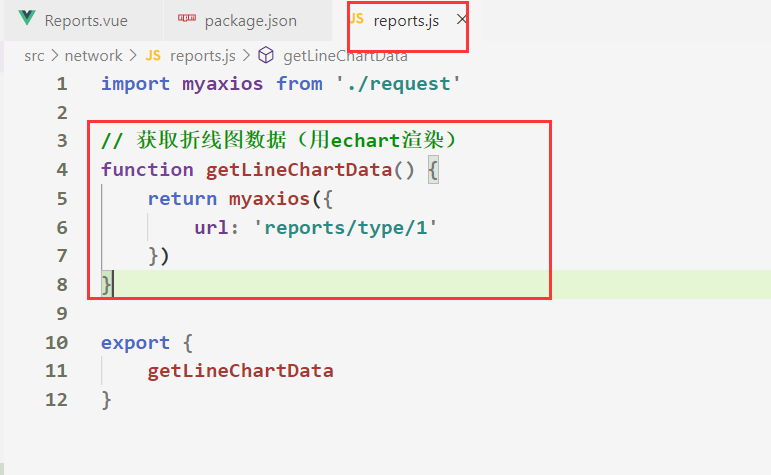 Reports.vue package.json JS reports.js ×
src > network > JS reports.js > getLineChartData
1 import myaxios from './request'
2
3 // 获取折线图数据（用echart渲染）
4 function getLineChartData() {
5 return myaxios({
6 url: 'reports/type/1'
7 })
8 }
9
10 export {
11 getLineChartData
12 }